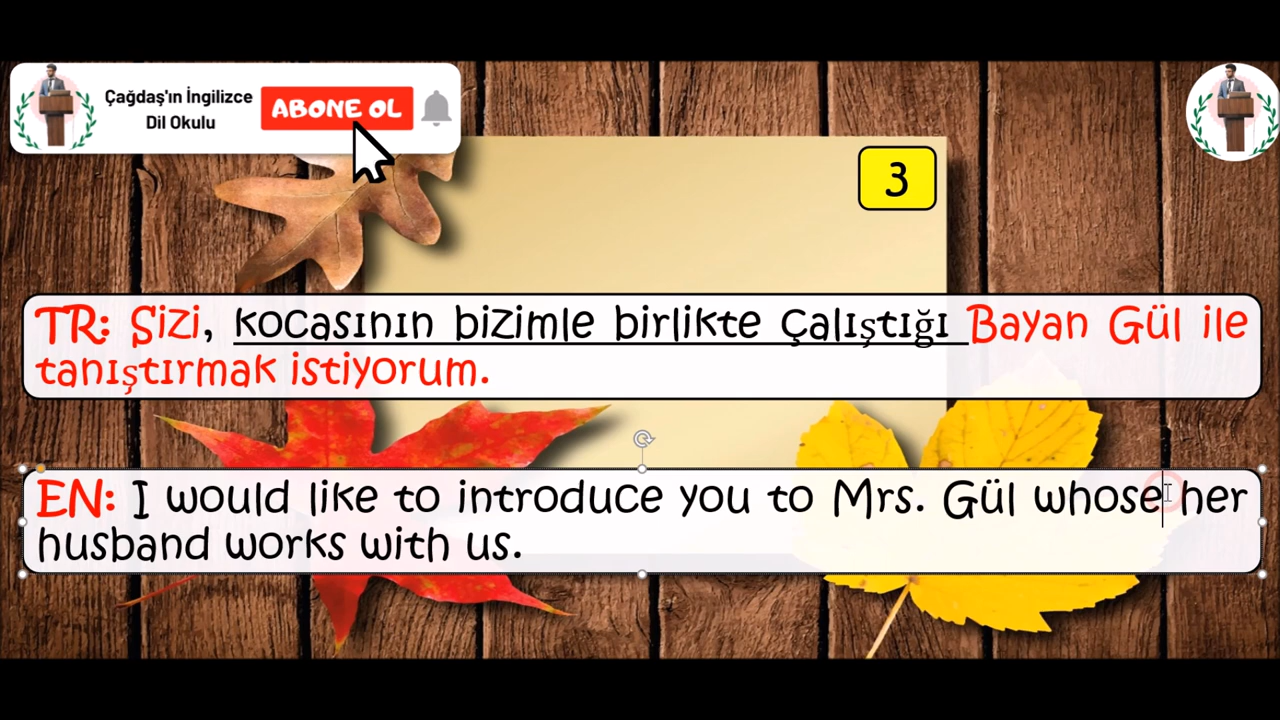 Çağdaş'ın İngilizce
Dil Okulu
ABONE OL
3
TR: Sizi, kocasının bizimle birlikte çalıştığı Bayan Gül ile
tanıştırmak istiyorum.
EN: I would like to introduce you to Mrs. Gül whose her
husband works with us.